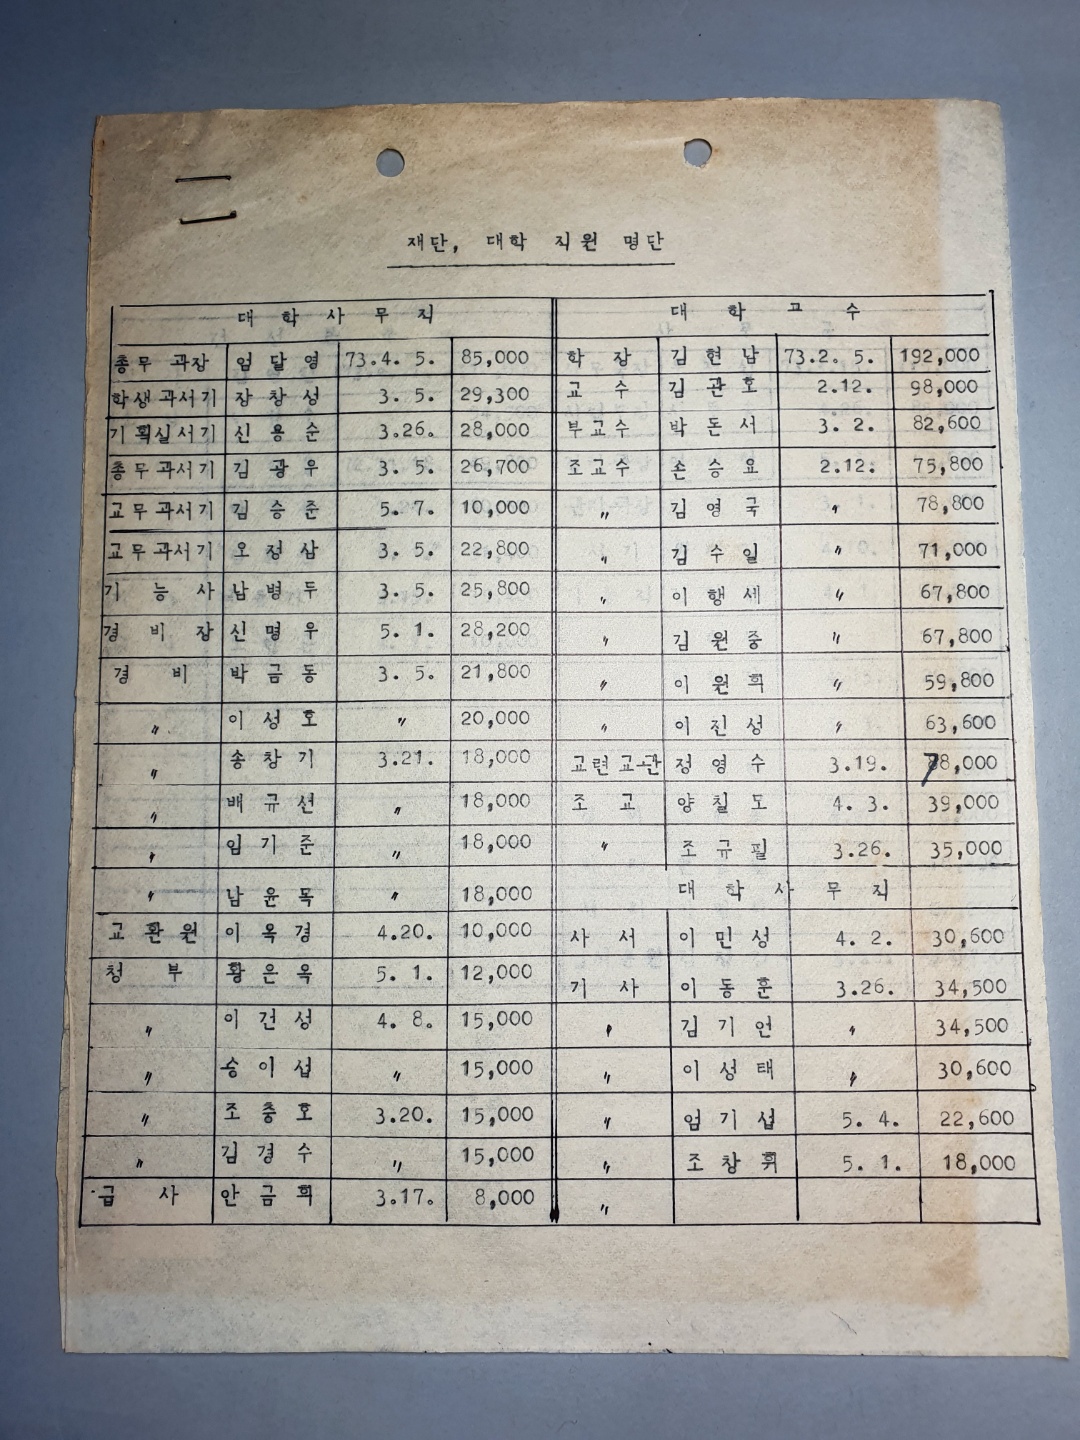 재단, 대학 직원 명단
대 학 사 무 직
총무 과장 엄 달 영 73.4. 5. 85,000
학생과서기 장 창 성 3. 5. 29,300
기획실서기 신 용 순 3.26. 28,000
총무과서기 김 광 우 3. 5. 26,700
교무과서기 김 승 준 5. 7. 10,000
교무과서기 오 정 삼 3. 5. 22,800
기 능 사 남 병 두 3. 5. 25,800
경 비 장 신 명 우 5. 1. 28,200
경 비 박 금 동 3. 5. 21,800
〃 이 성 호 〃 20,000
〃 송 창 기 3.21. 18,000
〃 배 규 선 〃 18,000
〃 임 기 준 〃 18,000
〃 남 윤 목 〃 18,000
교 환 원 이 옥 경 4.20. 10,000
청 부 황 은 옥 5. 1. 12,000
〃 이 건 성 4. 8. 15,000
〃 송 이 섭 〃 15,000
〃 조 충 호 3.20. 15,000
〃 김 경 수 〃 15,000
급 사 안 금 희 3.17. 8,000
대 학 교 수
학 장 김 현 남 73.2. 5. 192,000
교 수 김 관 호 2.12. 98,000
부교수 박 돈 서 3. 2. 82,600
조교수 손 승 요 2.12. 75,800
〃 김 영 국 〃 78,800
〃 김 수 일 〃 71,000
〃 이 행 세 〃 67,800
〃 김 원 중 〃 67,800
〃 이 원 희 〃 59,800
〃 이 진 성 〃 63,600
교련 교관 정 영 수 3.19. 78,000
조 교 양 칠 도 4. 3. 39,000
〃 조 규 필 3.26. 35,000
대 학 사 무 직
사 서 이 민 성 4. 2. 30,600
기 사 이 동 훈 3.26. 34,500
〃 김 기 언 〃 34,500
〃 이 성 태 〃 30,600
〃 엄 기 섭 5. 4. 22,600
〃 조 창 휘 5. 1. 18,000
〃